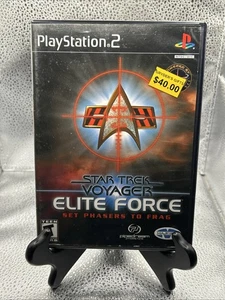 PlayStation 2
$40.00
STAR TREK
VOYAGER
ELITE FORCE
SET PHASERS TO FRAG
TEEN
T